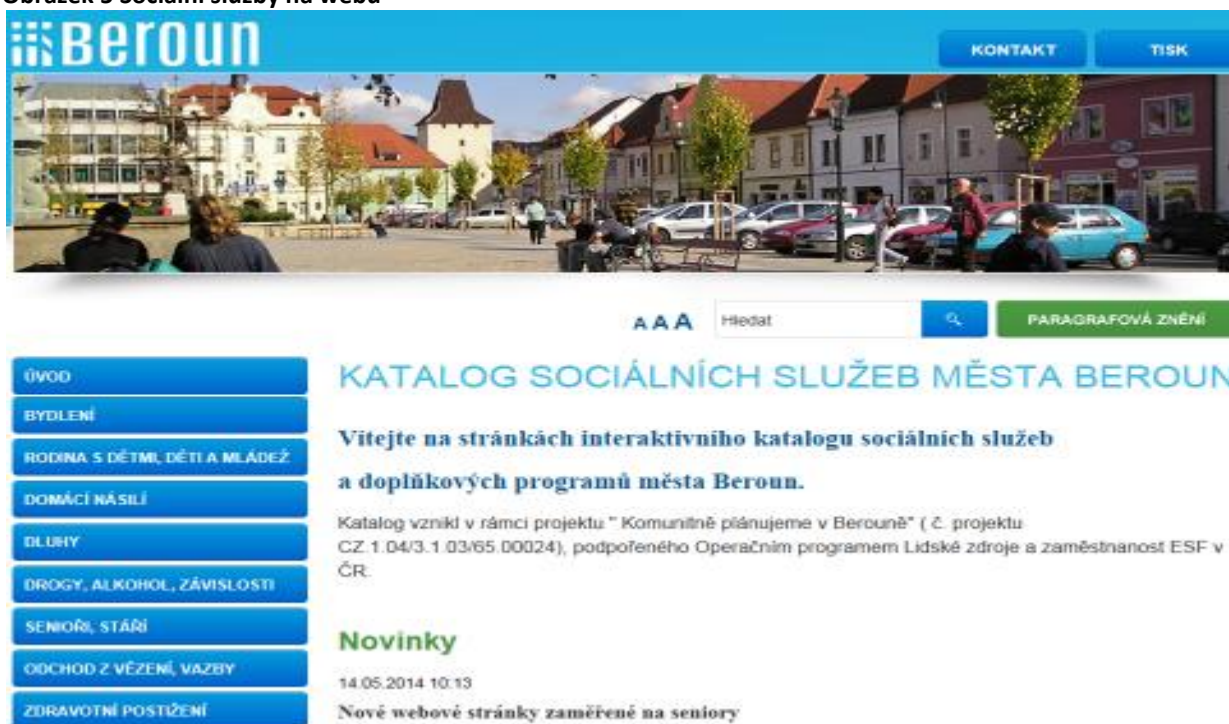 Obrázek 5 Sociální služby na webu
Beroun
KONTAKT
TISK
A A A
Hledat
PARAGRAFOVÁ ZNĚNÍ
ÚVOD
BYDLENÍ
RODINA S DĚTMI, DĚTI A MLÁDEŽ
DOMÁCÍ NÁSILÍ
DLUHY
DROGY, ALKOHOL, ZÁVISLOSTI
SENIOŘI, STÁŘÍ
ODCHOD Z VĚZENÍ, VAZBY
ZDRAVOTNÍ POSTIŽENÍ
KATALOG SOCIÁLNÍCH SLUŽEB MĚSTA BEROUN
Vítejte na stránkách interaktivního katalogu sociálních služeb
a doplňkových programů města Beroun.
Katalog vznikl v rámci projektu " Komunitně plánujeme v Berouně" ( č. projektu
CZ.1.04/3.1.03/65.00024), podpořeného Operačním programem Lidské zdroje a zaměstnanost ESF v
ČR.
Novinky
14.05.2014 10:13
Nové webové stránky zaměřené na seniory